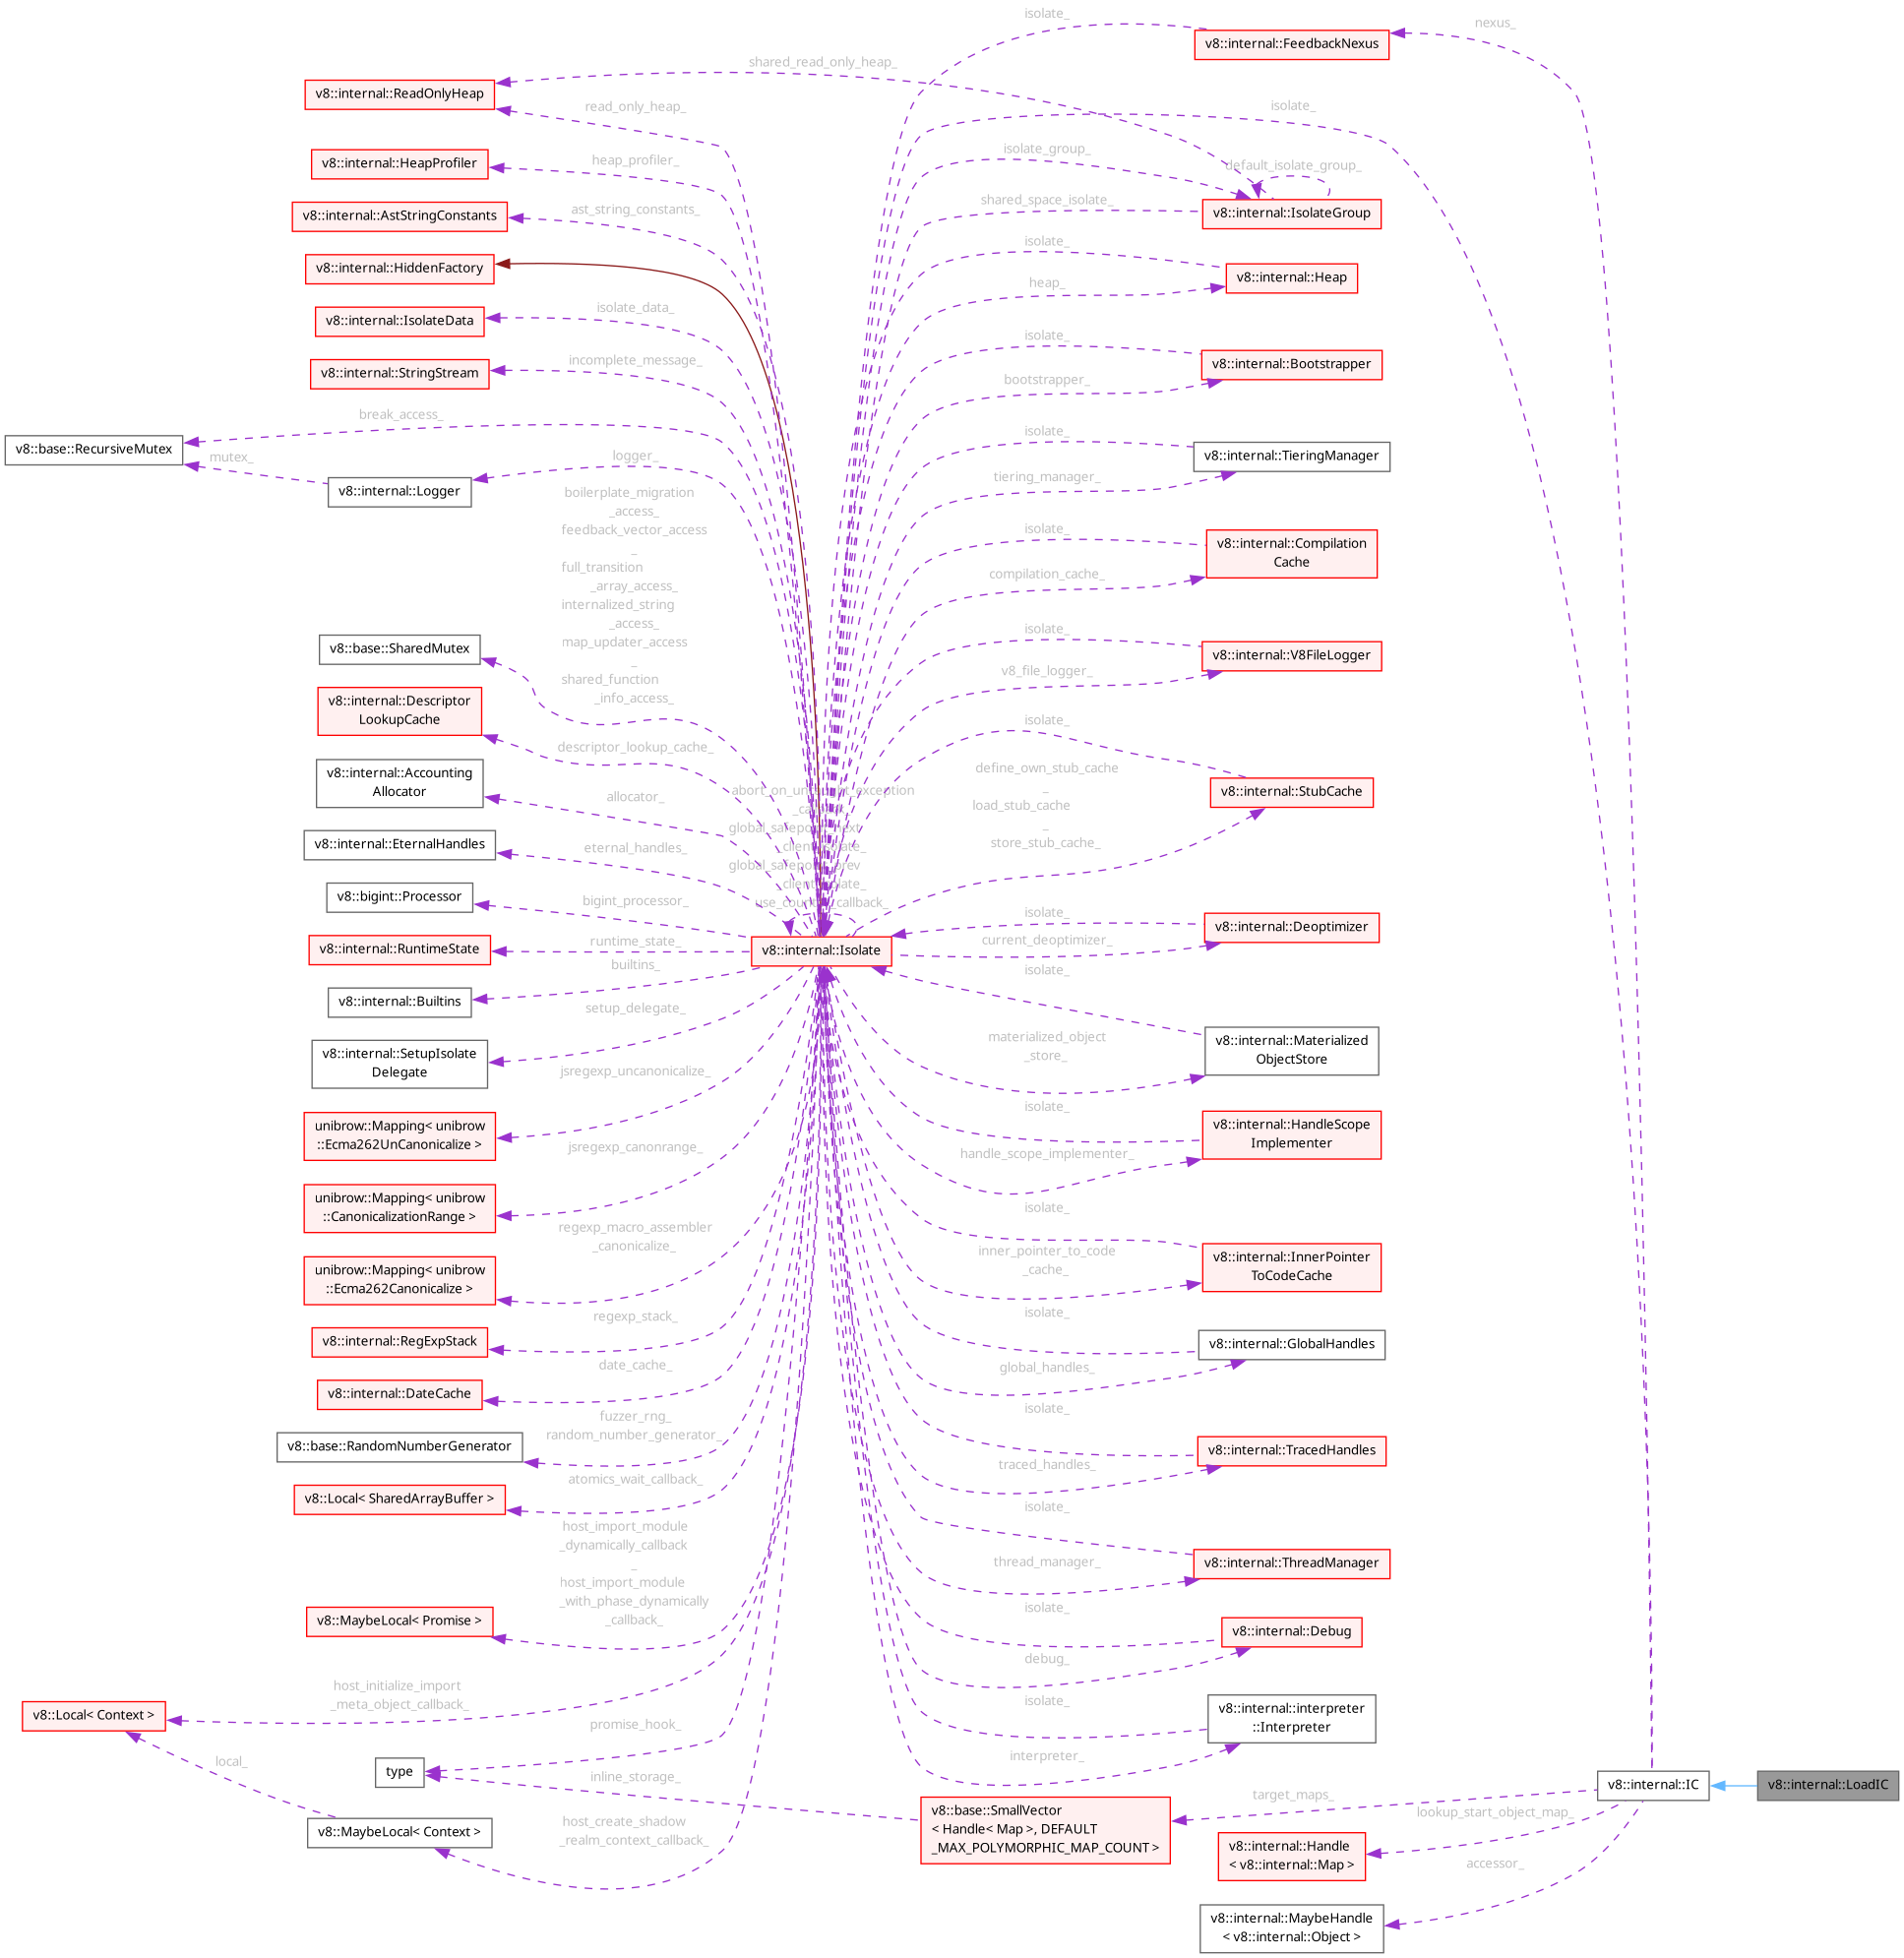 isolate_
nexus_
v8::internal::FeedbackNexus
shared_read_only_heap_
v8::internal::ReadOnlyHeap
read_only_heap_
isolate_
v8::internal::HeapProfiler
heap_profiler_
isolate_group_
default_isolate_group_
v8::internal::AstStringConstants
ast_string_constants_
shared_space_isolate_
v8::internal::IsolateGroup
v8::internal::HiddenFactory
isolate_
v8::internal::Heap
heap_
v8::internal::IsolateData
isolate_data_
isolate_
v8::internal::StringStream
incomplete_message_
v8::internal::Bootstrapper
bootstrapper_
break_access_
v8::base::RecursiveMutex
mutex_
logger_
v8::internal::Logger
isolate_
v8::internal::TieringManager
tiering_manager_
boilerplate_migration
_access_
feedback_vector_access
_
full_transition
_array_access_
internalized_string
_access_
map_updater_access
_
shared_function
_info_access_
isolate_
v8::internal::Compilation
Cache
compilation_cache_
v8::base::SharedMutex
isolate_
v8::internal::V8FileLogger
v8_file_logger_
v8::internal::Descriptor
LookupCache
descriptor_lookup_cache_
isolate_
v8::internal::Accounting
Allocator
allocator_
define_own_stub_cache
_
load_stub_cache
_
store_stub_cache_
v8::internal::StubCache
_client_isolate_
_client_isolate_
v8::internal::EternalHandles
eternal_handles_
v8::bigint::Processor
bigint_processor_
v8::internal::RuntimeState
runtime_state_
v8::internal::Isolate
isolate_
v8::internal::Deoptimizer
current_deoptimizer_
v8::internal::Builtins
builtins_
isolate_
setup_delegate_
v8::internal::SetupIsolate
Delegate
materialized_object
_store_
v8::internal::Materialized
ObjectStore
jsregexp_uncanonicalize_
unibrow::Mapping< unibrow
::Ecma262UnCanonicalize >
isolate_
v8::internal::HandleScope
Implementer
handle_scope_implementer_
jsregexp_canonrange_
unibrow::Mapping< unibrow
::CanonicalizationRange >
isolate_
regexp_macro_assembler
_canonicalize_
inner_pointer_to_code
_cache_
v8::internal::InnerPointer
ToCodeCache
unibrow::Mapping< unibrow
::Ecma262Canonicalize >
regexp_stack_
v8::internal::RegExpStack
isolate_
v8::internal::GlobalHandles
global_handles_
date_cache_
v8::internal::DateCache
isolate_
fuzzer_rng_
random_number_generator_
v8::base::RandomNumberGenerator
v8::internal::TracedHandles
traced_handles_
atomics_wait_callback_
v8::Local< SharedArrayBuffer >
isolate_
host_import_module
_dynamically_callback
_
host_import_module
_with_phase_dynamically
_callback_
thread_manager_
v8::internal::ThreadManager
v8::MaybeLocal< Promise >
isolate_
v8::internal::Debug
debug_
host_initialize_import
_meta_object_callback_
v8::Local< Context >
isolate_
v8::internal::interpreter
::Interpreter
interpreter_
promise_hook_
type
local_
inline_storage_
v8::MaybeLocal< Context >
host_create_shadow
_realm_context_callback_
v8::base::SmallVector
< Handle< Map >, DEFAULT
_MAX_POLYMORPHIC_MAP_COUNT >
target_maps_
v8::internal::IC
v8::internal::LoadIC
lookup_start_object_map_
v8::internal::Handle
< v8::internal::Map >
accessor_
v8::internal::MaybeHandle
< v8::internal::Object >